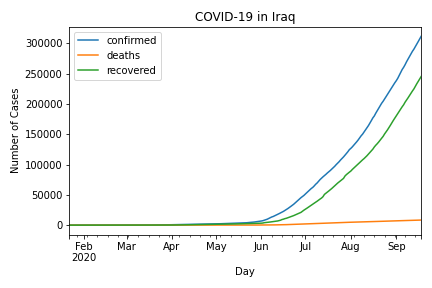 COVID-19 in Iraq
confirmed
deaths
recovered
Number of Cases
300000
250000
200000
150000
100000
50000
0
Feb Mar Apr May Jun Jul Aug Sep
2020
Day